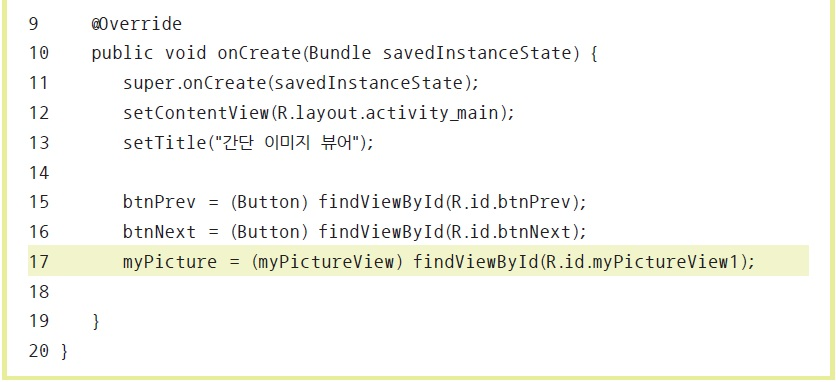 9 @Override
10 public void onCreate(Bundle savedInstanceState) {
11 super.onCreate(savedInstanceState);
12 setContentView(R.layout.activity_main);
13 setTitle("간단 이미지 뷰어");
14
15 btnPrev = (Button) findViewById(R.id.btnPrev);
16 btnNext = (Button) findViewById(R.id.btnNext);
17 myPicture = (myPictureView) findViewById(R.id.myPictureView1);
18
19 }
20 }